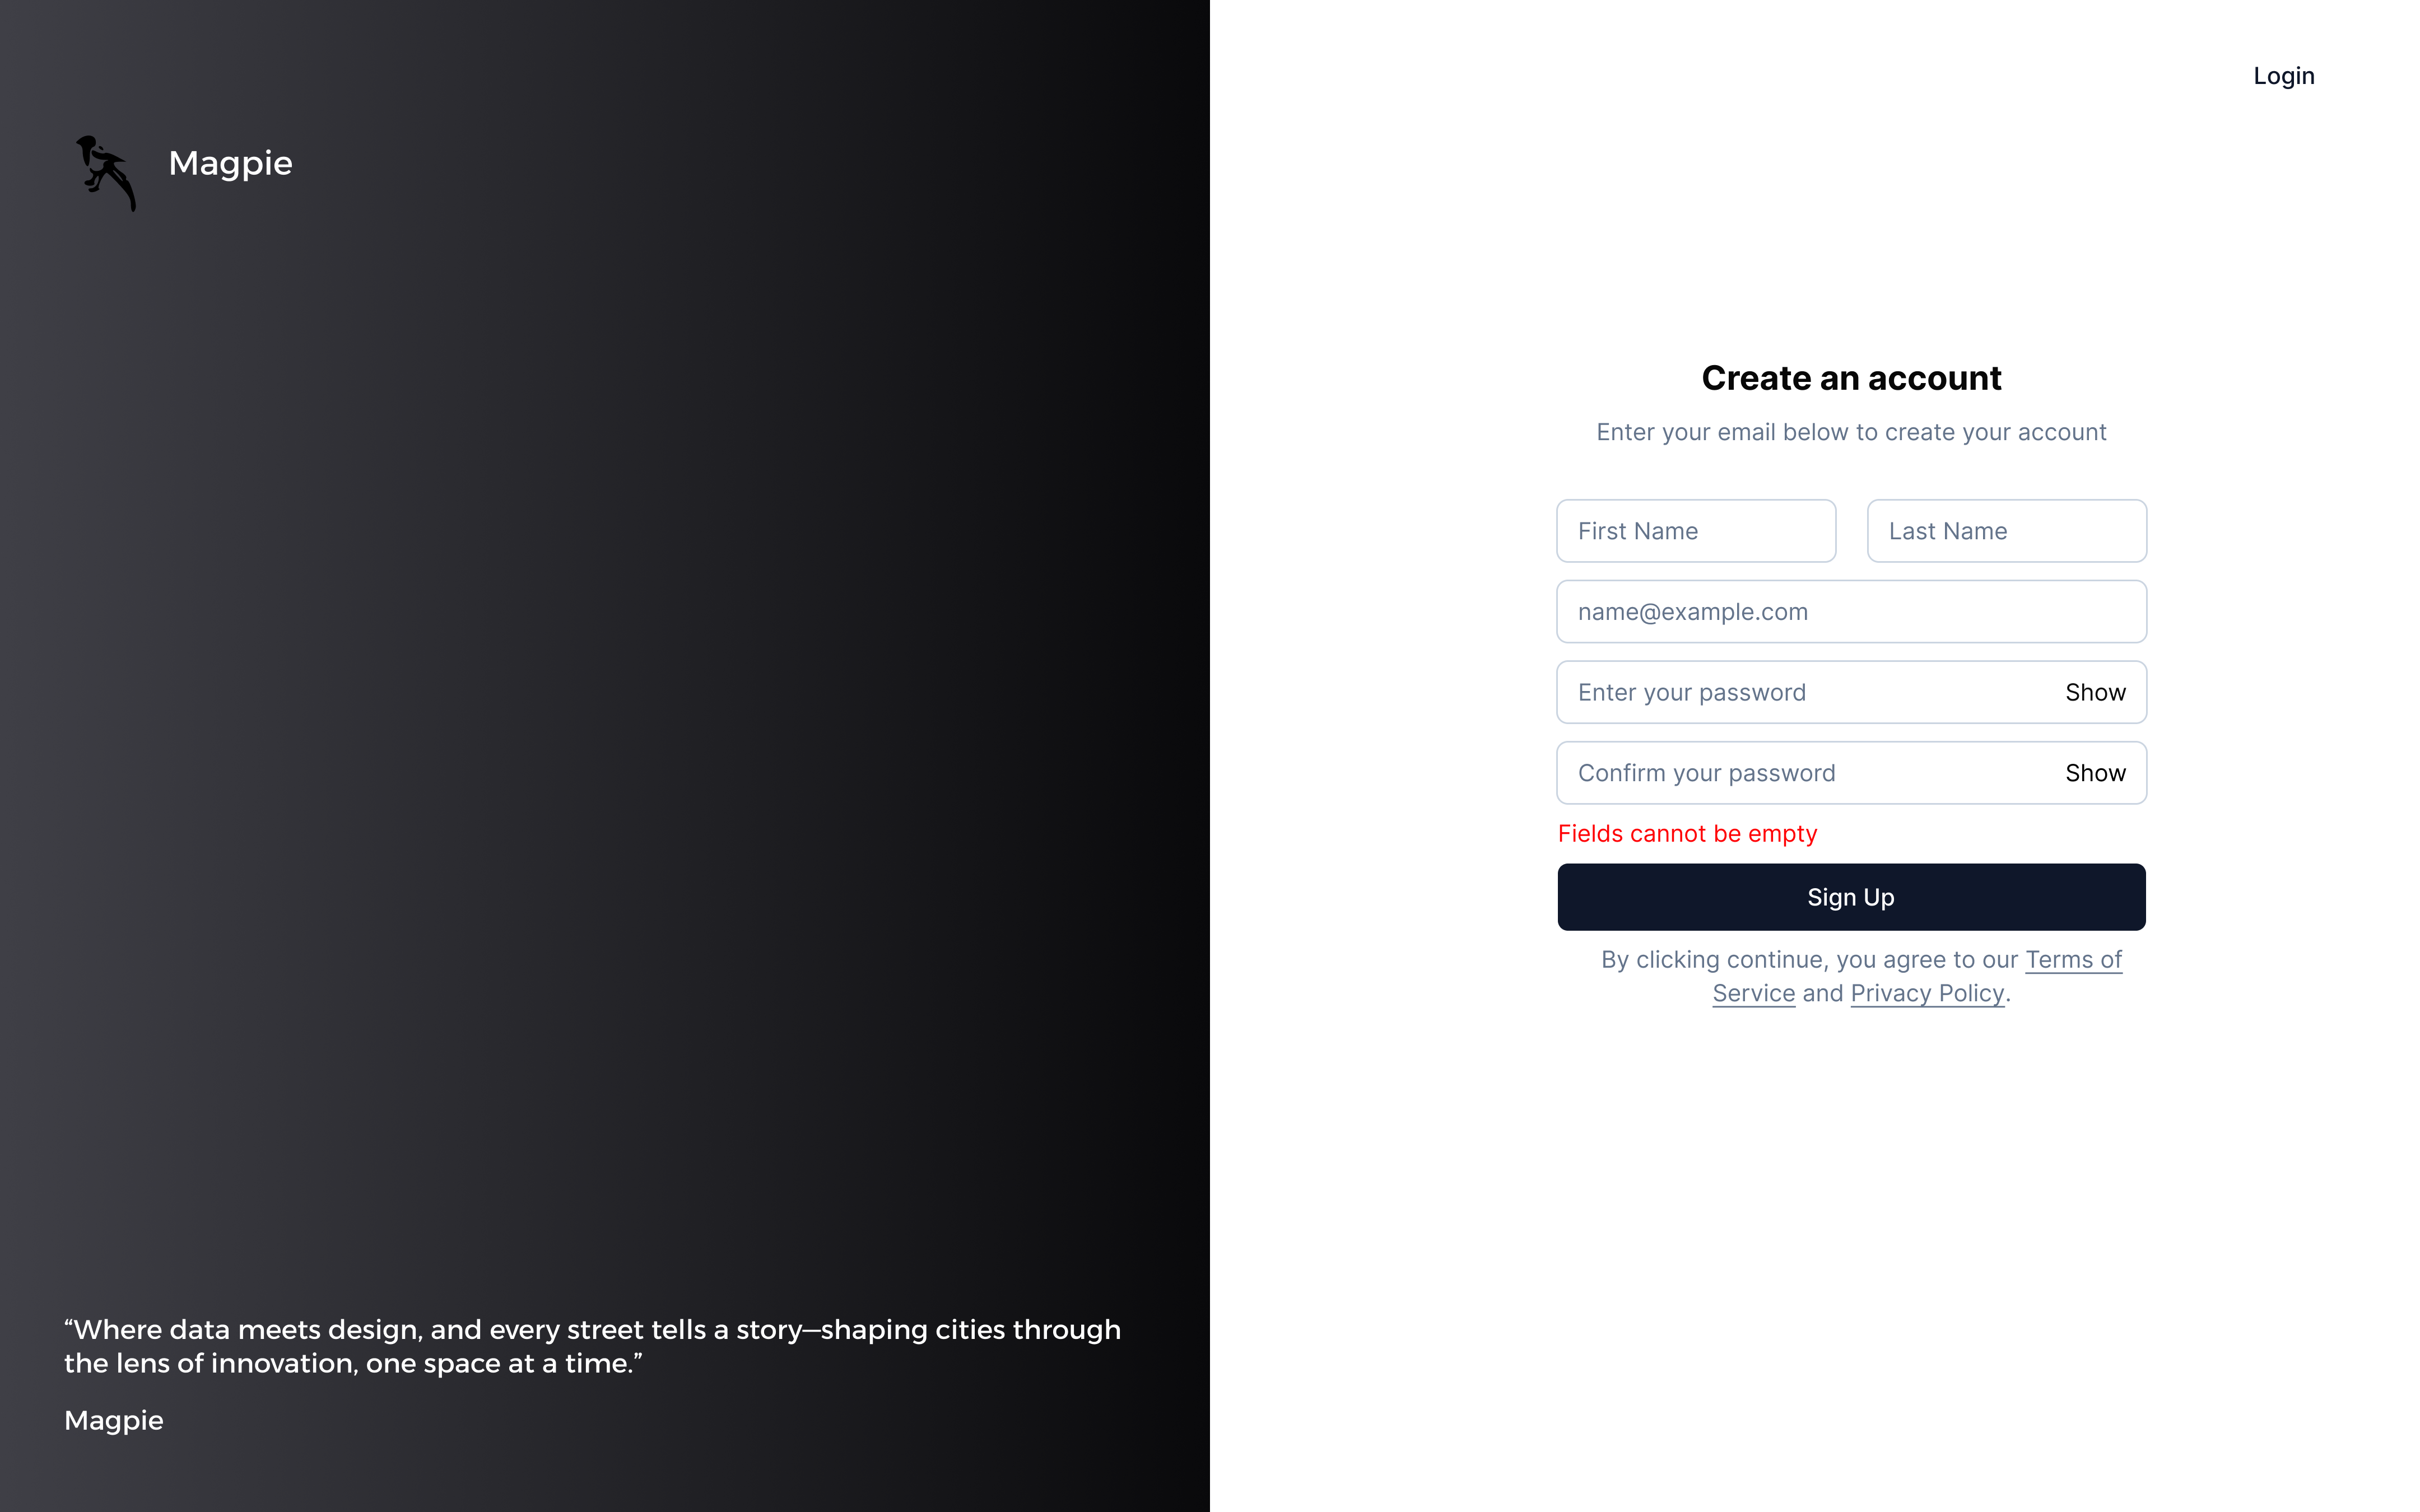 Login
Magpie
Create an account
Enter your email below to create your account
First Name
Last Name
name@example.com
Enter your password
Show
Confirm your password
Show
Fields cannot be empty
Sign Up
By clicking continue, you agree to our Terms of
Service and Privacy Policy.
“Where data meets design, and every street tells a story—shaping cities through
the lens of innovation, one space at a time.”
Magpie